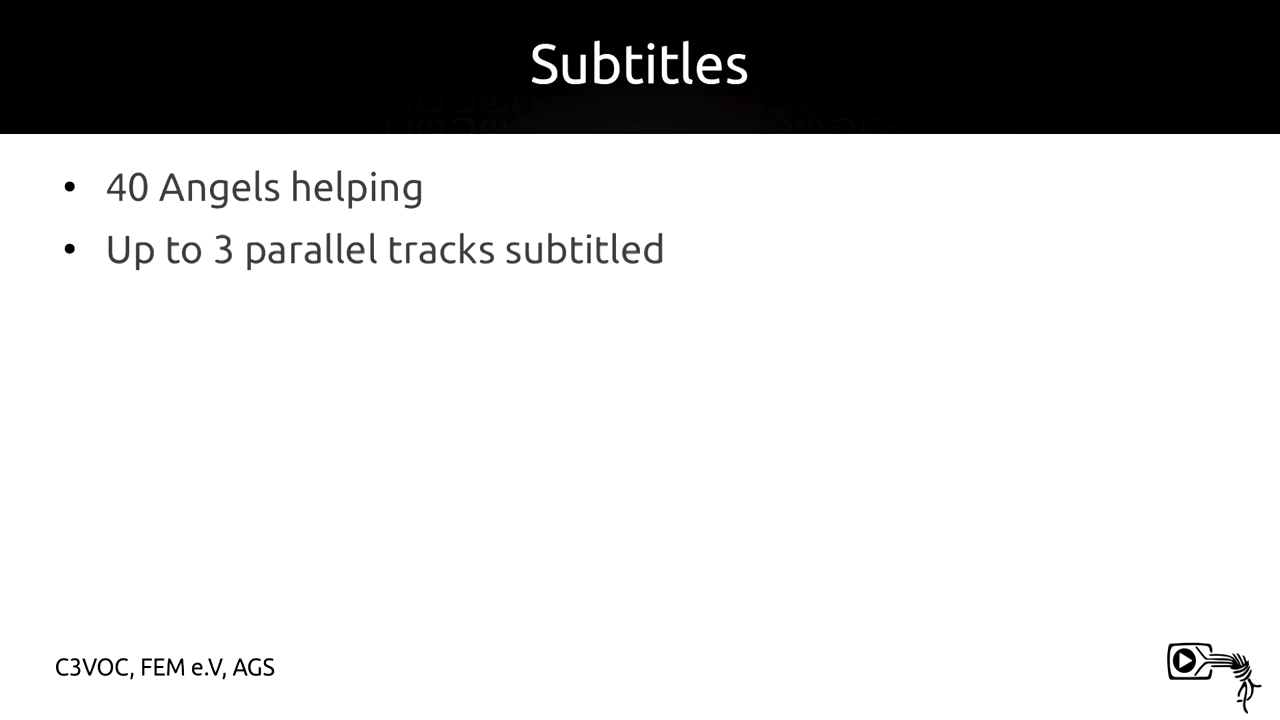 Subtitles
• 40 Angels helping
• Up to 3 parallel tracks subtitled
C3VOC, FEM e.V, AGS